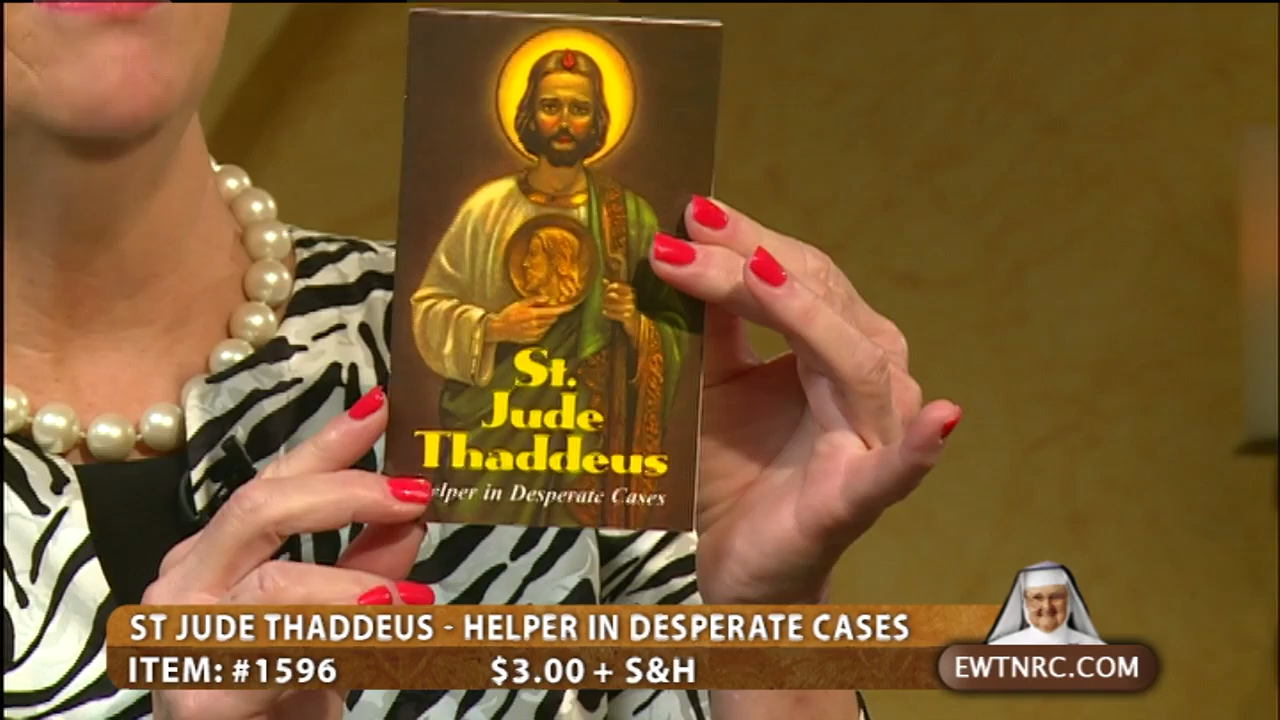 St.
Jude
Thaddeus
elper in Desperate Cases
ST JUDE THADDEUS - HELPER IN DESPERATE CASES
ITEM: #1596 $3.00 + S&H
EWTNRC.COM